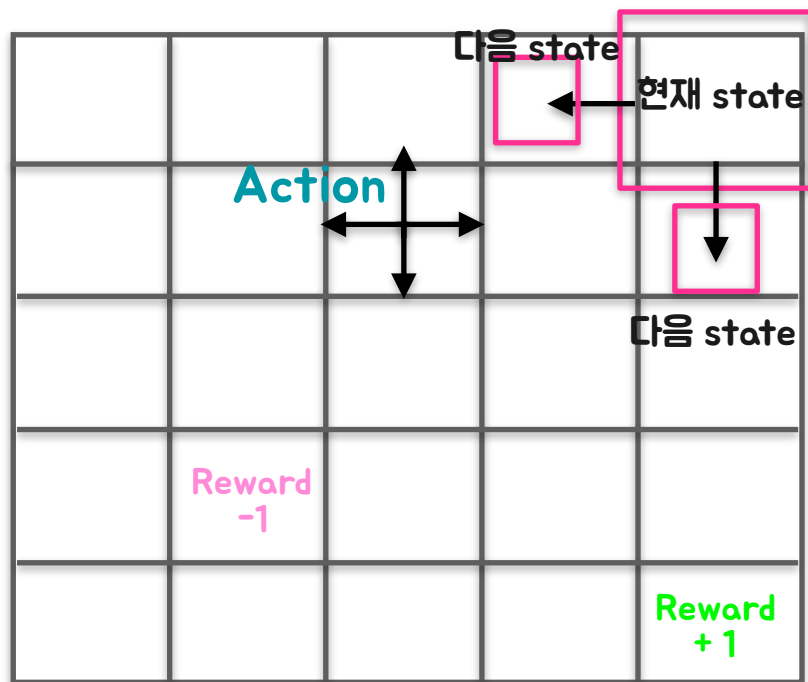 다음 state
현재 state
Action
다음 state
Reward
-1
Reward
+ 1